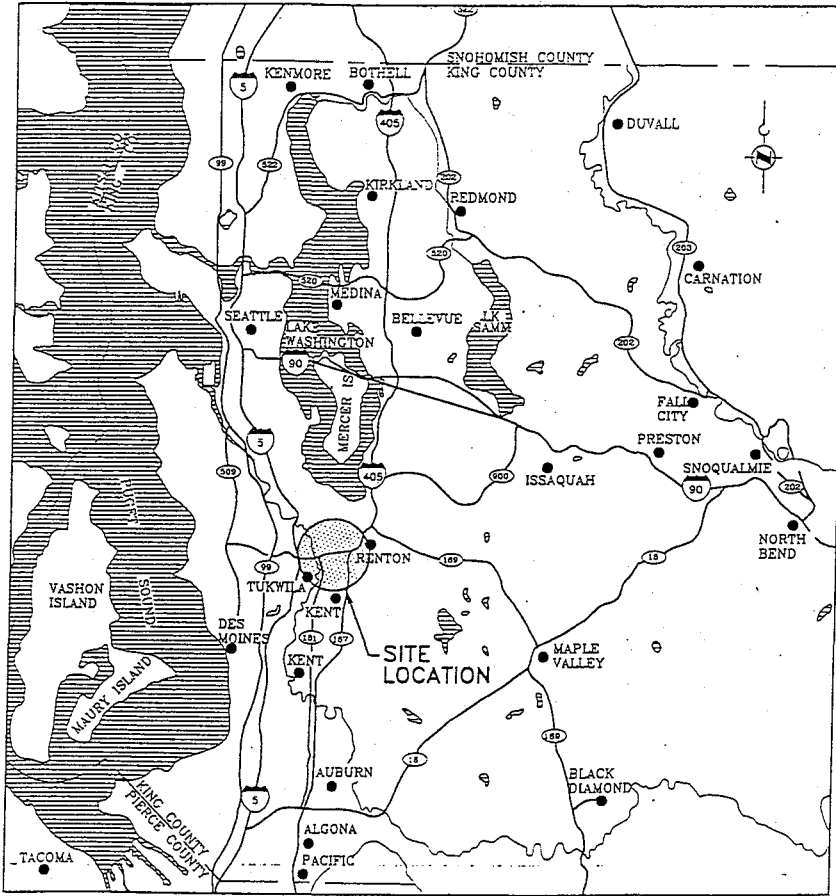 522
SNOHOMISH COUNTY
KING COUNTY
KENMORE
BOTHELL
5
405
DUVALL
99
522
202
KIRKLAND
REDMOND
203
520
CARNATION
520
MEDINA
SEATTLE
BELLEVUE
LK
SAMM
LAKE
WASHINGTON
90
202
MERCER IS
FALL
CITY
5
PRESTON
SNOQUALMIE
509
405
900
ISSAQUAH
90
202
NORTH
BEND
PUGET
SOUND
RENTON
169
18
99
TUKWILA
VASHON
ISLAND
KENT
DES
MOINES
181
167
SITE
LOCATION
MAPLE
VALLEY
KENT
MAURY ISLAND
169
18
AUBURN
BLACK
DIAMOND
5
KING COUNTY
PIERCE COUNTY
ALGONA
TACOMA
PACIFIC